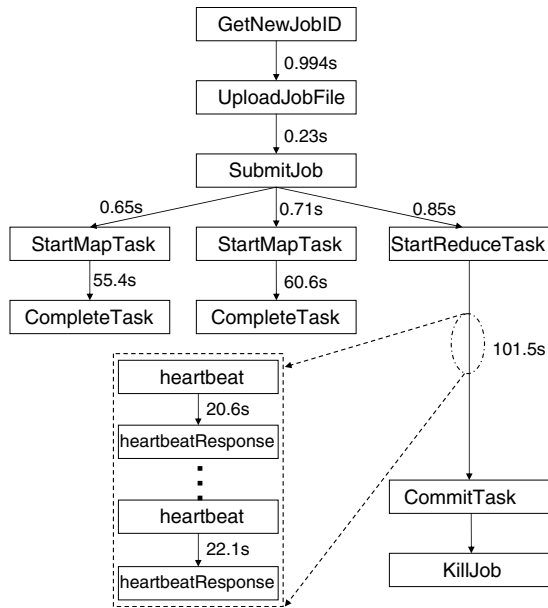 GetNewJobID
0.994s
UploadJobFile
0.23s
SubmitJob
0.65s
0.71s
0.85s
StartMapTask
StartMapTask
StartReduceTask
55.4s
60.6s
CompleteTask
CompleteTask
101.5s
heartbeat
20.6s
heartbeatResponse
heartbeat
CommitTask
22.1s
heartbeatResponse
KillJob